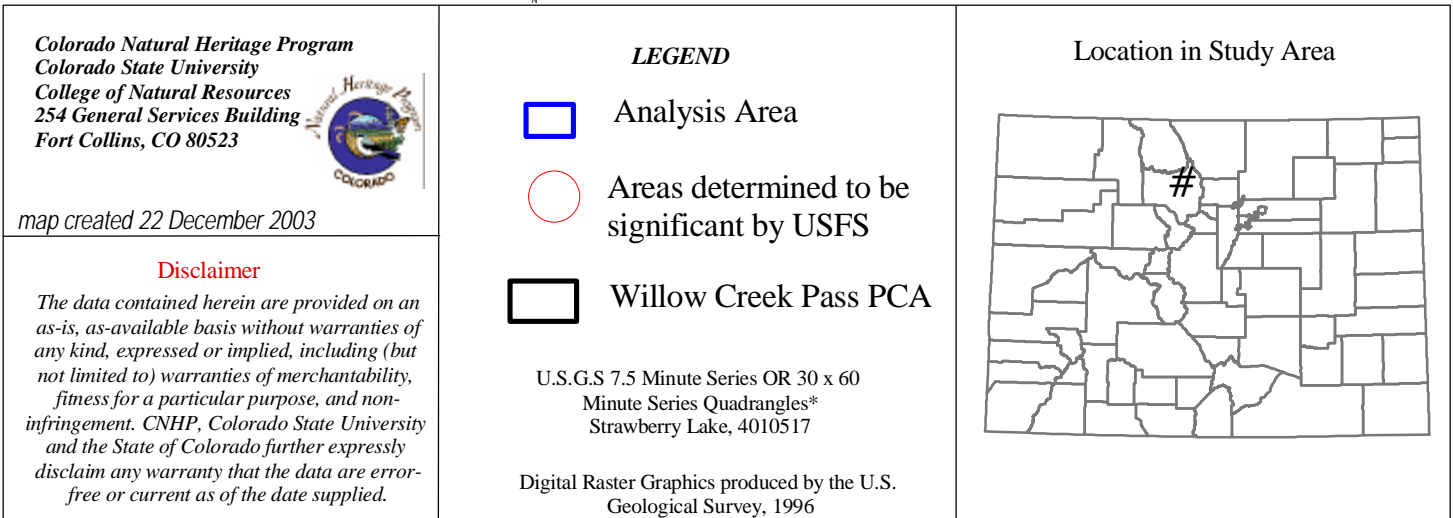 N
Colorado Natural Heritage Program
Colorado State University
College of Natural Resources
254 General Services Building
Fort Collins, CO 80523
Natural Heritage Program
COLORADO
map created 22 December 2003
Disclaimer
The data contained herein are provided on an
as-is, as-available basis without warranties of
any kind, expressed or implied, including (but
not limited to) warranties of merchantability,
fitness for a particular purpose, and non-
infringement. CNHP, Colorado State University
and the State of Colorado further expressly
disclaim any warranty that the data are error-
free or current as of the date supplied.
LEGEND
Analysis Area
Areas determined to be
significant by USFS
Willow Creek Pass PCA
U.S.G.S 7.5 Minute Series OR 30 x 60
Minute Series Quadrangles*
Strawberry Lake, 4010517
Digital Raster Graphics produced by the U.S.
Geological Survey, 1996
Location in Study Area
#